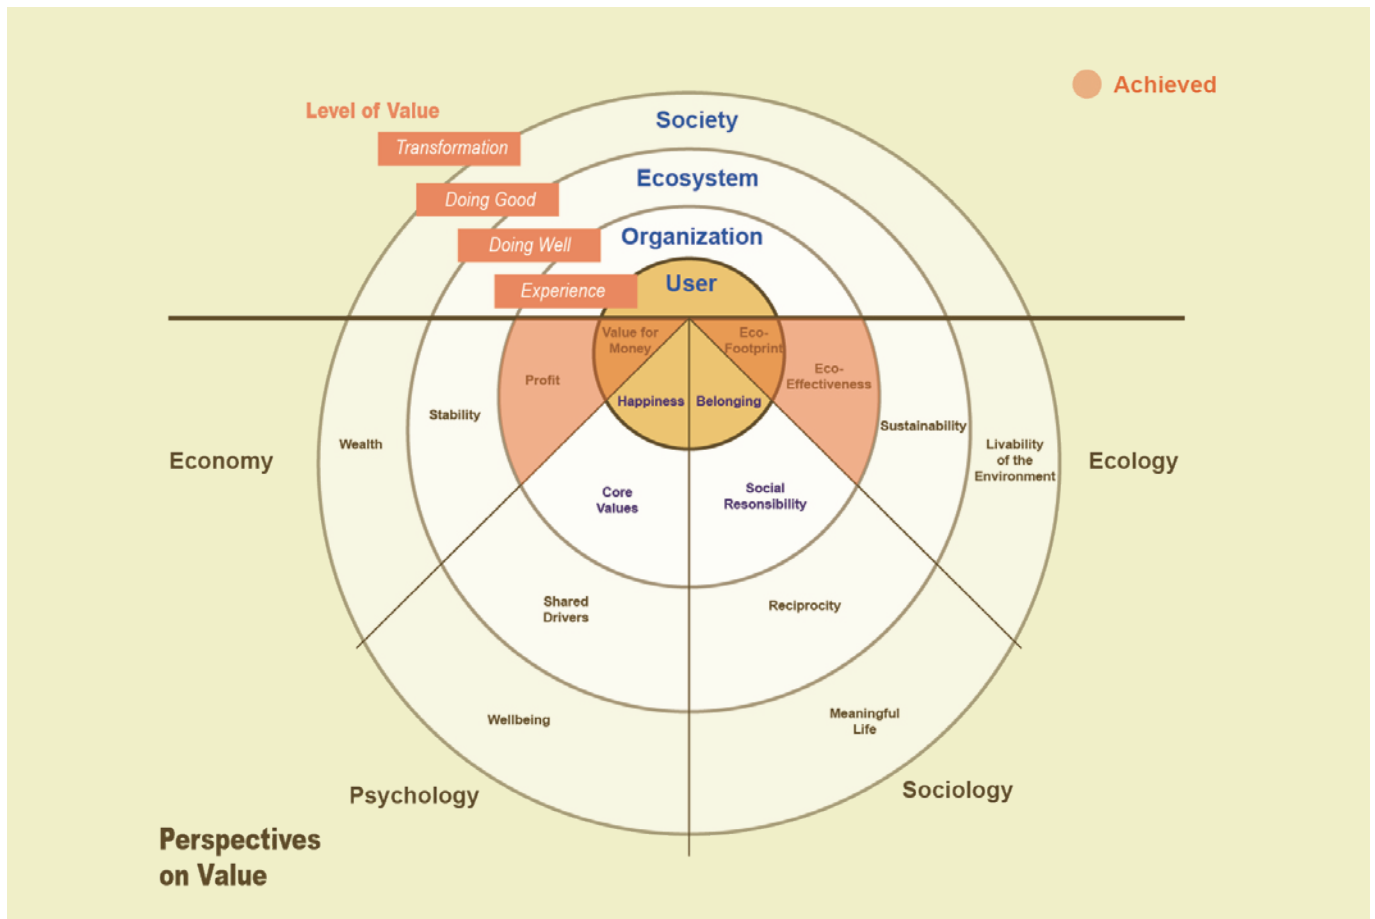 Achieved
Level of Value
Society
Transformation
Ecosystem
Doing Good
Organization
Doing Well
User
Experience
Value for
Money
Eco-
Footprint
Profit
Eco-
Effectiveness
Happiness
Belonging
Stability
Sustainability
Wealth
Livability
of the
Environment
Economy
Ecology
Core
Values
Social
Resonsibility
Shared
Drivers
Reciprocity
Wellbeing
Meaningful
Life
Psychology
Sociology
Perspectives
on Value